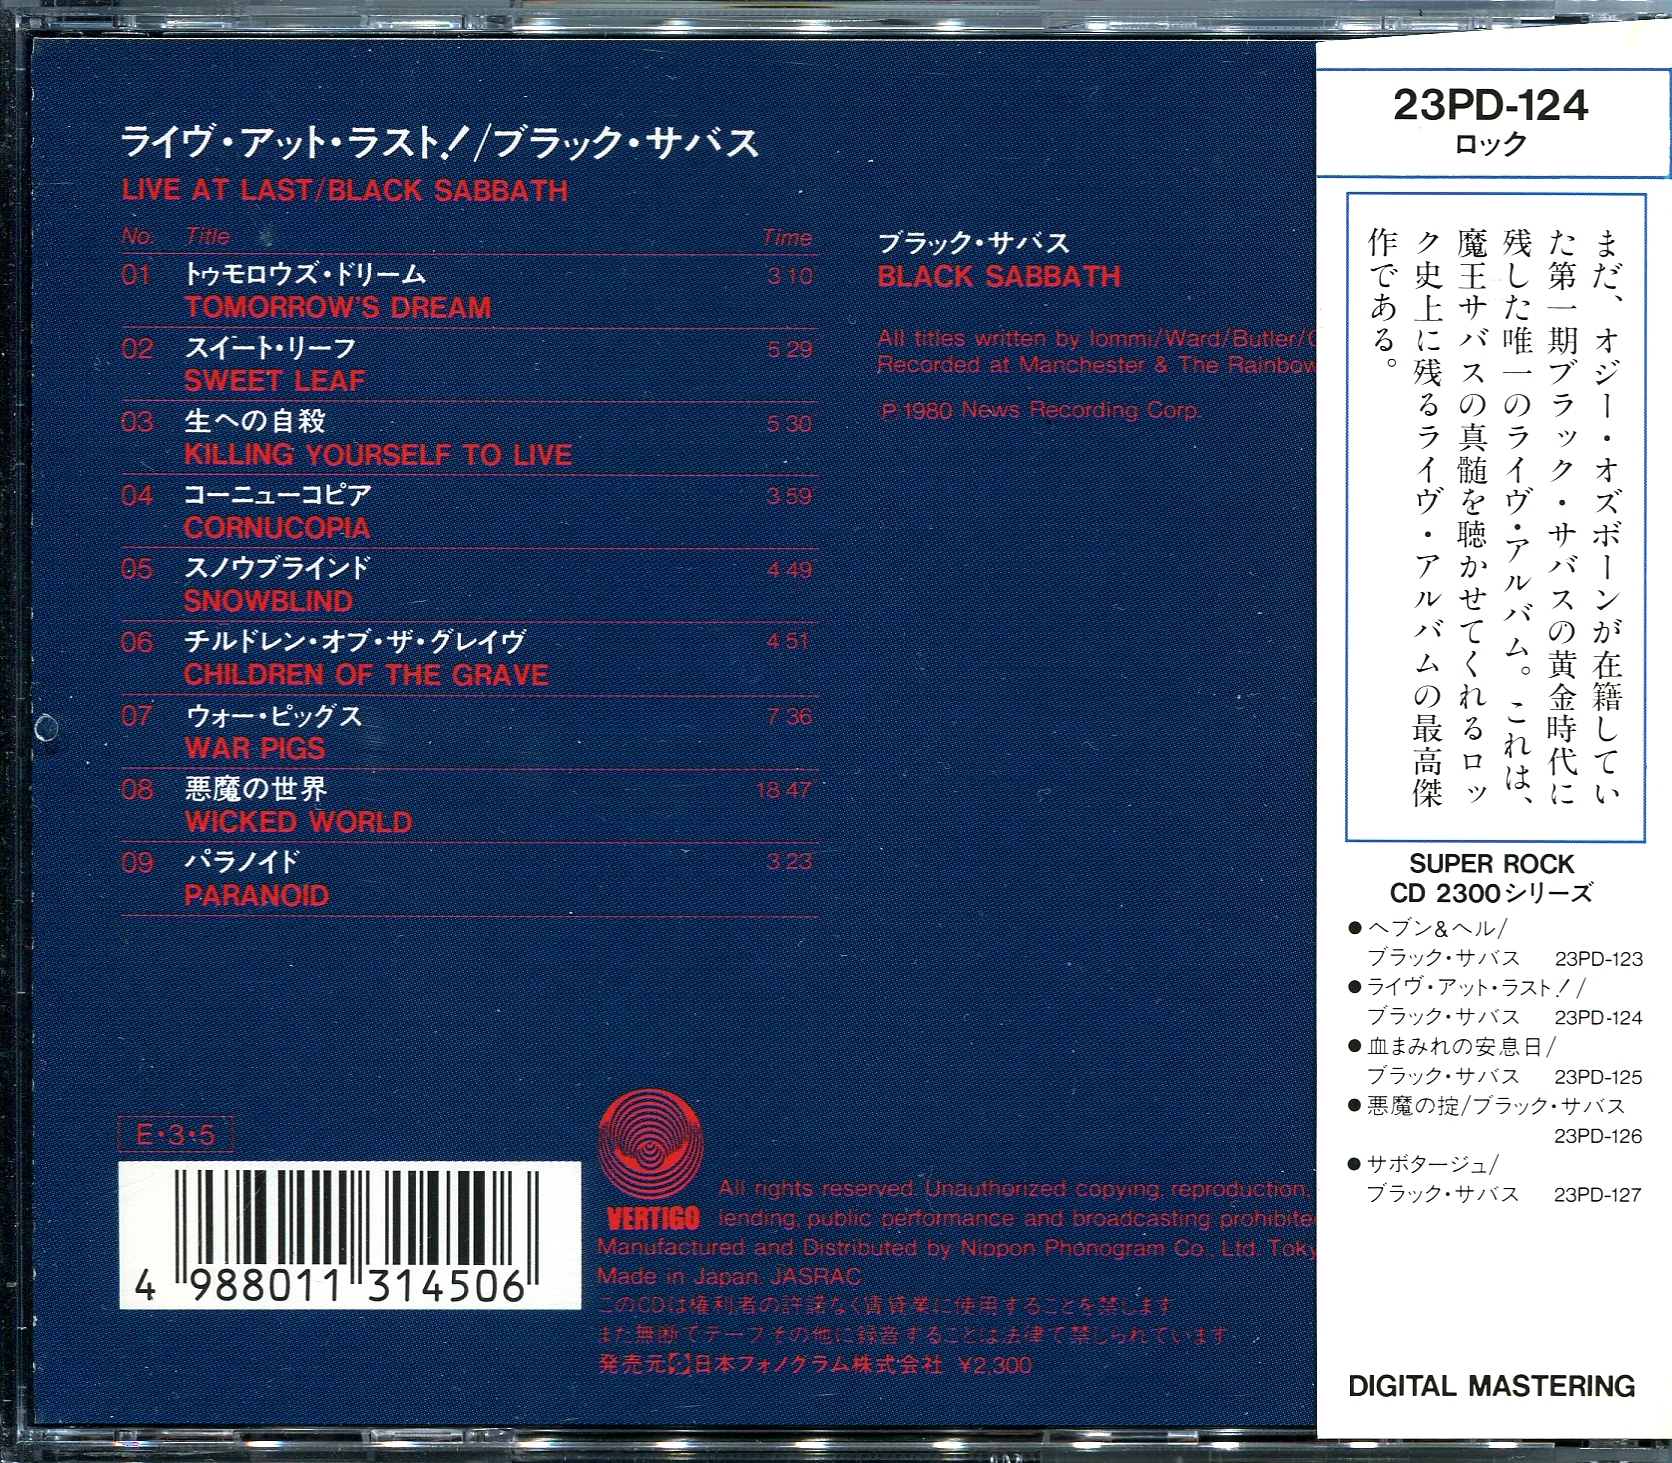 ライヴ・アット・ラスト!/ブラック・サバス
LIVE AT LAST/BLACK SABBATH
No. Title Time
01 トゥモロウズ・ドリーム 3 10
TOMORROW'S DREAM
02 スイート・リーフ 5 29
SWEET LEAF
03 生への自殺 5 30
KILLING YOURSELF TO LIVE
04 コーニューコピア 3 59
CORNUCOPIA
05 スノウブラインド 4 49
SNOWBLIND
06 チルドレン・オブ・ザ・グレイヴ 4 51
CHILDREN OF THE GRAVE
07 ウォー・ピッグス 7 36
WAR PIGS
08 悪魔の世界 18 47
WICKED WORLD
09 パラノイド 3 23
PARANOID
ブラック・サバス
BLACK SABBATH
All titles written by Iommi/Ward/Butler/
Recorded at Manchester & The Rainbow
P.1980 News Recording Corp.
E・3・5
4 988011 314506
VERTIGO
All rights reserved. Unauthorized copying, reproduction,
lending, public performance and broadcasting prohibite
Manufactured and Distributed by Nippon Phonogram Co., Ltd. Toky
Made in Japan. JASRAC
このCDは権利者の許諾なく賃貸業に使用することを禁じます
また無断でテープその他に録音することは法律で禁じられています
発売元 日本フォノグラム株式会社 ¥2,300
23PD-124
ロック
まだ、オジー・オズボーンが在籍してい
た第一期ブラック・サバスの黄金時代に
残した唯一のライヴ・アルバム。これは、
魔王サバスの真髄を聴かせてくれるロッ
ク史上に残るライヴ・アルバムの最高傑
作である。
SUPER ROCK
CD 2300シリーズ
●ヘブン&ヘル/
ブラック・サバス 23PD-123
●ライヴ・アット・ラスト!/
ブラック・サバス 23PD-124
●血まみれの安息日/
ブラック・サバス 23PD-125
●悪魔の掟/ブラック・サバス
23PD-126
●サボタージュ/
ブラック・サバス 23PD-127
DIGITAL MASTERING